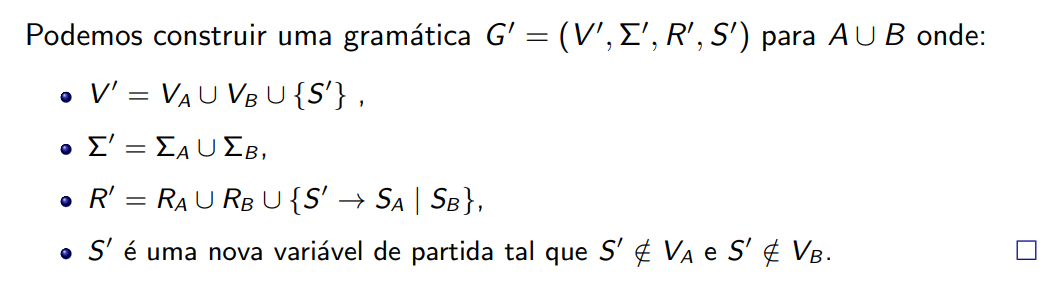 Podemos construir uma gramática G′ = (V′, Σ′, R′, S′) para A ∪ B onde:
• V′ = V_A ∪ V_B ∪ {S′} ,
• Σ′ = Σ_A ∪ Σ_B,
• R′ = R_A ∪ R_B ∪ {S′ → S_A | S_B},
• S′ é uma nova variável de partida tal que S′ ∉ V_A e S′ ∉ V_B. □